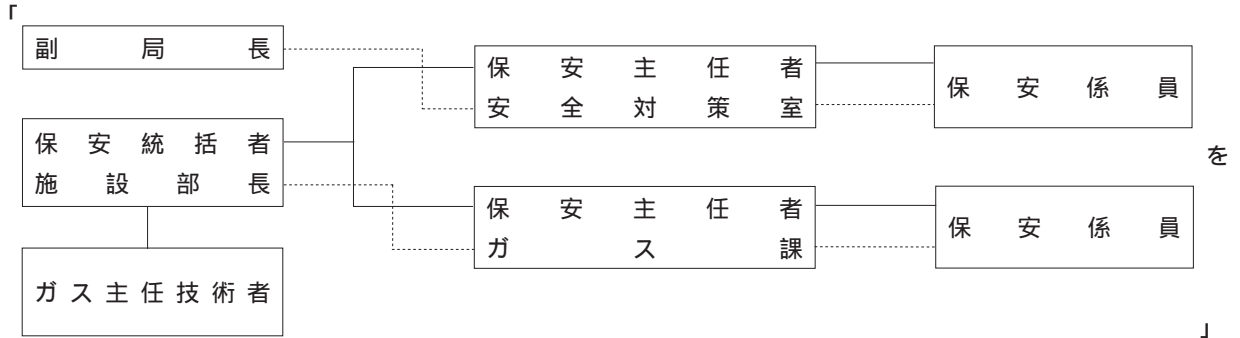 「
副局長
保安主任者
安全対策室
保安係員
保安統括者
施設部長
を
保安主任者
ガス課
保安係員
ガス主任技術者
」